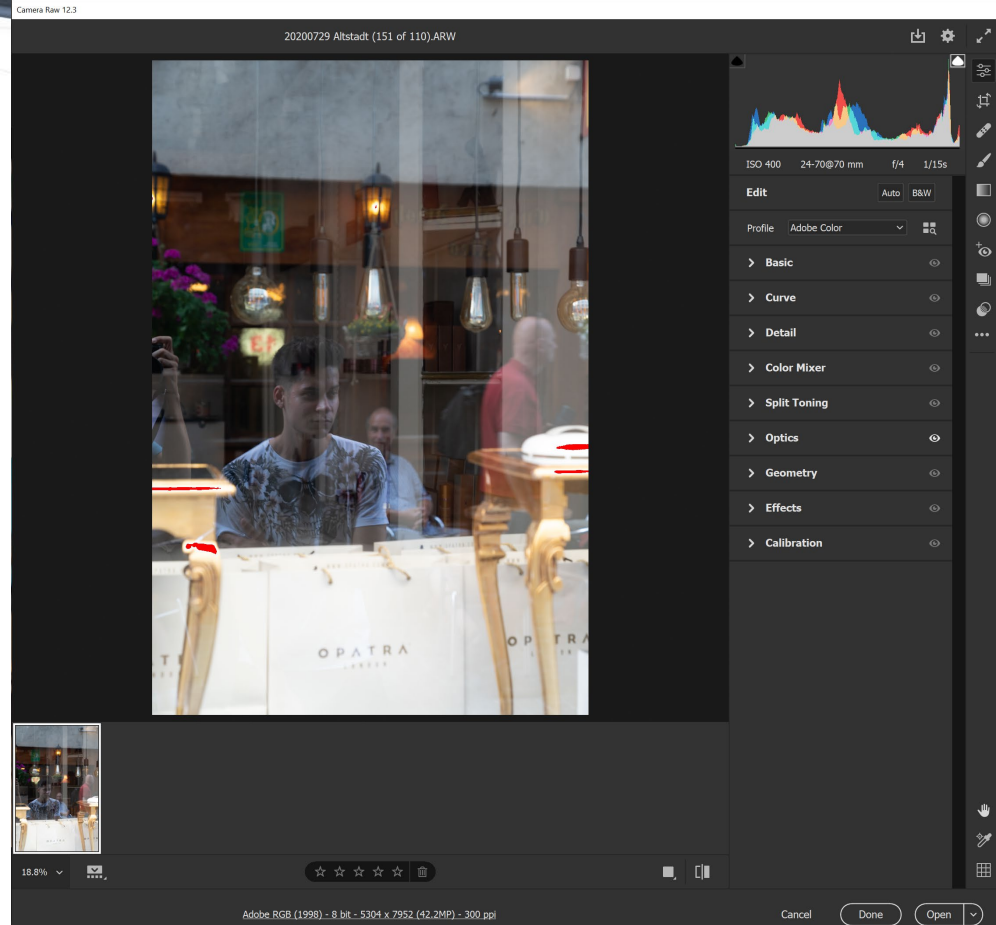 Camera Raw 12.3
20200729 Altstadt (151 of 110).ARW
ISO 400 24-70@70 mm f/4 1/15s
Edit Auto B&W
Profile Adobe Color
Basic
Curve
Detail
Color Mixer
Split Toning
Optics
Geometry
Effects
Calibration
OPATRA
LONDON
OPATRA
18.8%
Adobe RGB (1998) - 8 bit - 5304 x 7952 (42.2MP) - 300 ppi
Cancel Done Open